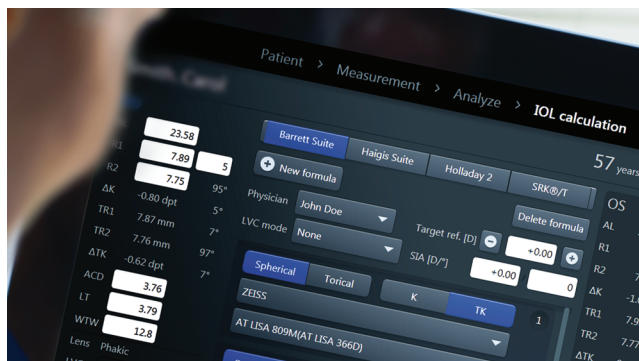 Patient > Measurement > Analyze > IOL calculation
57 years
Barrett Suite Haigis Suite Holladay 2 SRK®/T
New formula
Delete formula
Physician John Doe
LVC mode None
Target ref. [D] +0.00
SIA [D/°] +0.00 0
Spherical Torical K TK
ZEISS
1
AT LISA 809M(AT LISA 366D)
23.58
7.89 5
R2 7.75 95°
ΔK -0.80 dpt 5°
TR1 7.87 mm 7°
TR2 7.76 mm 97°
ΔTK -0.62 dpt 7°
ACD 3.76
LT 3.79
WTW 12.8
Lens Phakic
OS
AL
R1
R2
ΔK
TR1
TR2
ΔTK